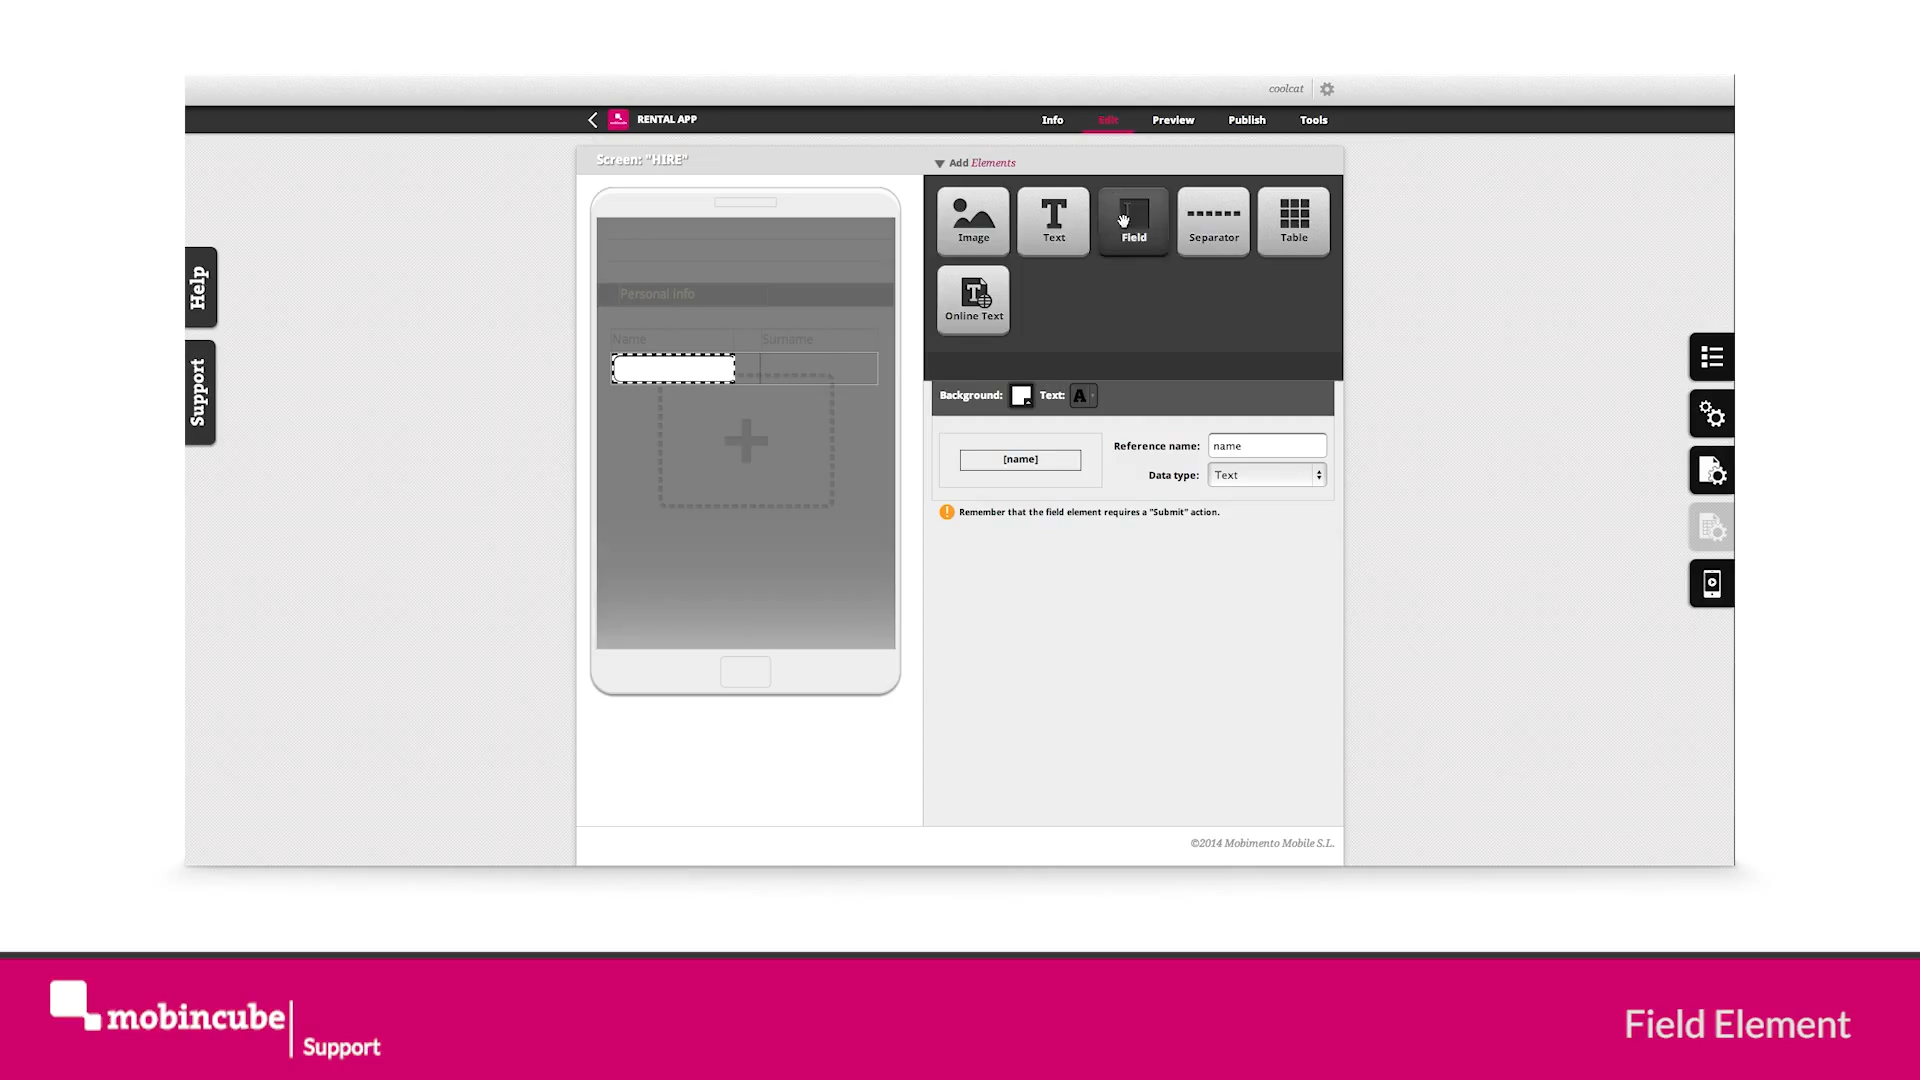 coolcat
RENTAL APP
Info
Edit
Preview
Publish
Tools
Screen: "HIRE"
Add Elements
Image
T
Text
Field
Separator
Table
T
Online Text
Help
Support
Personal info
Name
Surname
Background:
Text:
A
[name]
Reference name:
name
Data type:
Text
Remember that the field element requires a "Submit" action.
©2014 Mobimento Mobile S.L.
mobincube
Support
Field Element